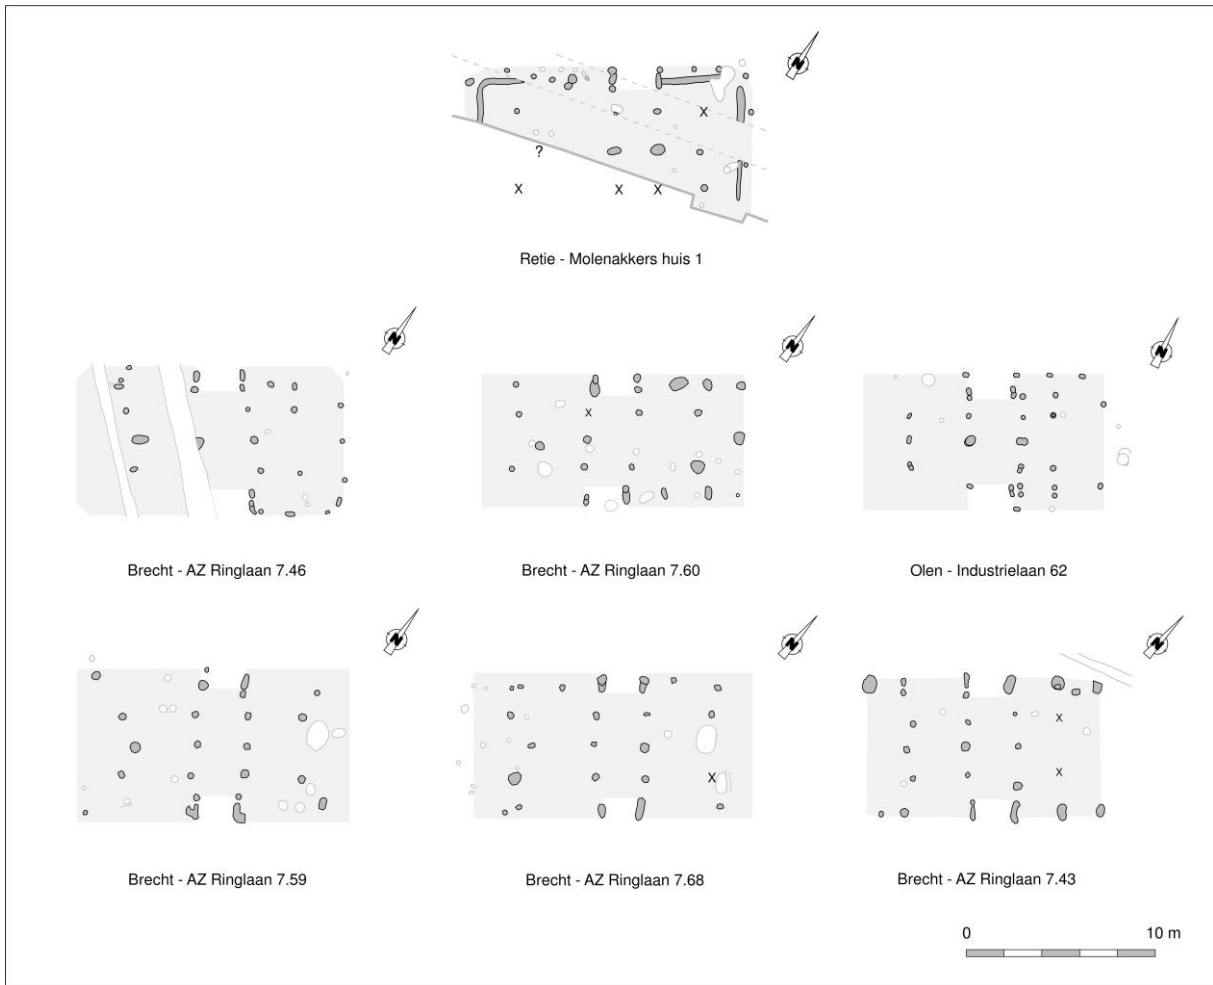 N
X
?
X X X
Retie - Molenakkers huis 1
N N N
X
Brecht - AZ Ringlaan 7.46 Brecht - AZ Ringlaan 7.60 Olen - Industrielaan 62
N N N
X
X X
Brecht - AZ Ringlaan 7.59 Brecht - AZ Ringlaan 7.68 Brecht - AZ Ringlaan 7.43
0 10 m